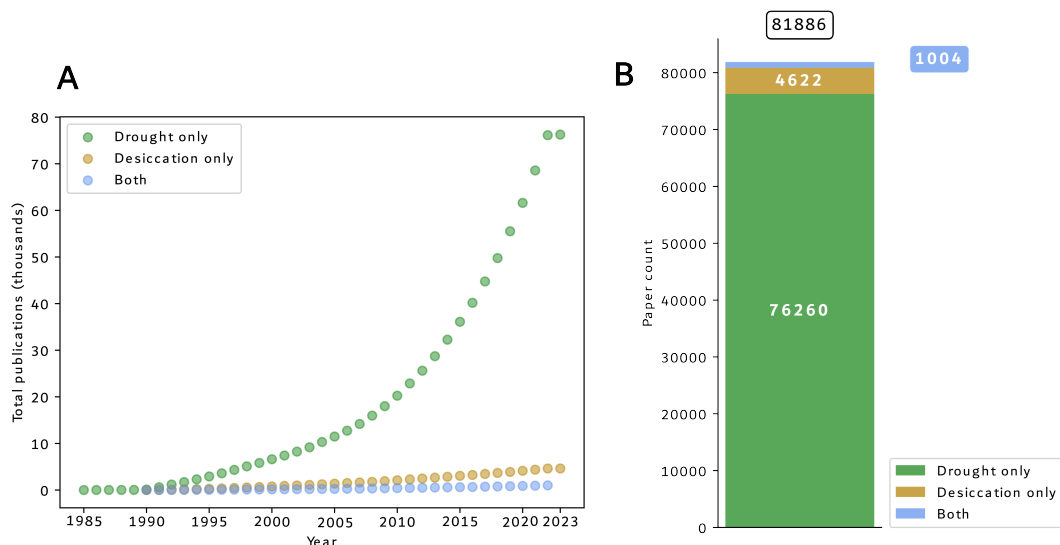 A
Total publications (thousands)
80
70
60
50
40
30
20
10
0
Drought only
Desiccation only
Both
1985 1990 1995 2000 2005 2010 2015 2020 2023
Year
B
81886
1004
4622
76260
Paper count
80000
70000
60000
50000
40000
30000
20000
10000
0
Drought only
Desiccation only
Both